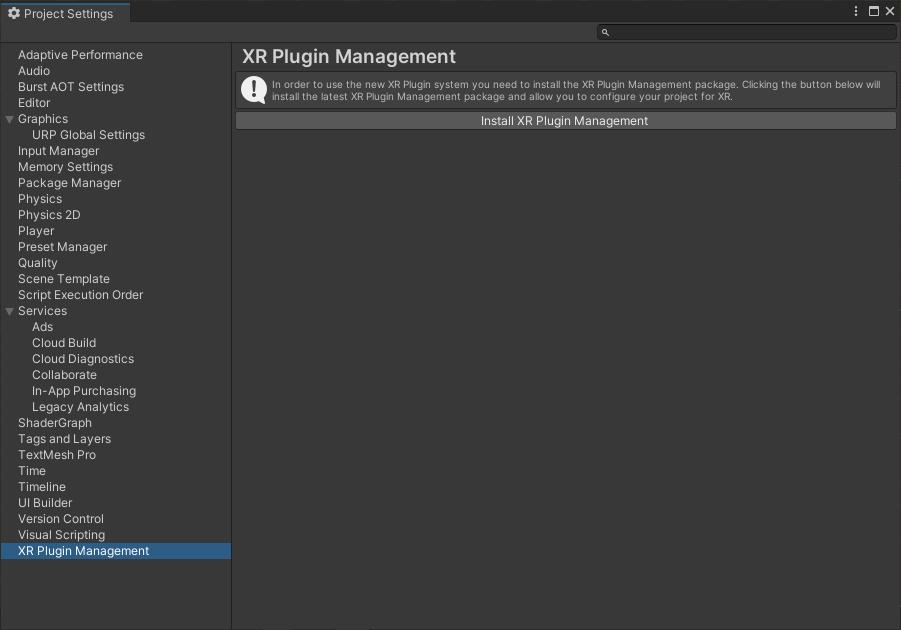 Project Settings
Adaptive Performance
Audio
Burst AOT Settings
Editor
Graphics
URP Global Settings
Input Manager
Memory Settings
Package Manager
Physics
Physics 2D
Player
Preset Manager
Quality
Scene Template
Script Execution Order
Services
Ads
Cloud Build
Cloud Diagnostics
Collaborate
In-App Purchasing
Legacy Analytics
ShaderGraph
Tags and Layers
TextMesh Pro
Time
Timeline
UI Builder
Version Control
Visual Scripting
XR Plugin Management
XR Plugin Management
In order to use the new XR Plugin system you need to install the XR Plugin Management package. Clicking the button below will
install the latest XR Plugin Management package and allow you to configure your project for XR.
Install XR Plugin Management